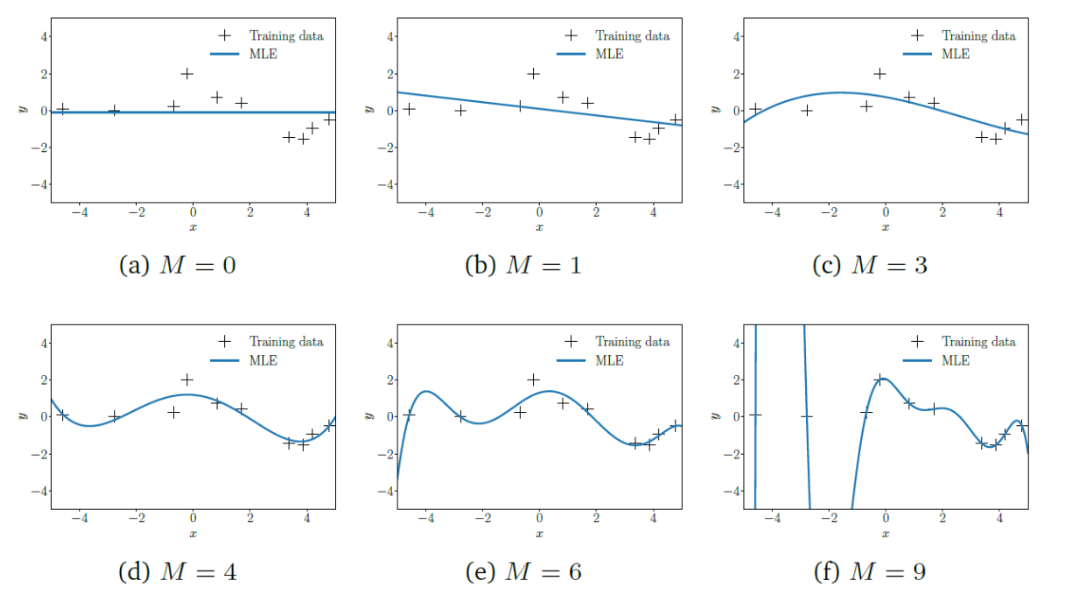 Training data
MLE
4
2
0
−2
−4
y
−4 −2 0 2 4
x
(a) M = 0
Training data
MLE
4
2
0
−2
−4
y
−4 −2 0 2 4
x
(b) M = 1
Training data
MLE
4
2
0
−2
−4
y
−4 −2 0 2 4
x
(c) M = 3
Training data
MLE
4
2
0
−2
−4
y
−4 −2 0 2 4
x
(d) M = 4
Training data
MLE
4
2
0
−2
−4
y
−4 −2 0 2 4
x
(e) M = 6
Training data
MLE
4
2
0
−2
−4
y
−4 −2 0 2 4
x
(f) M = 9